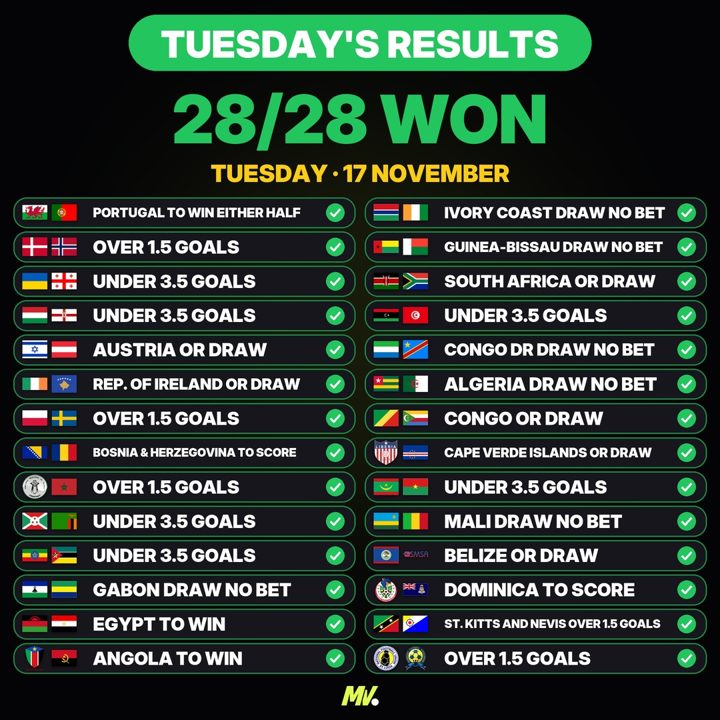 TUESDAY'S RESULTS
28/28 WON
TUESDAY · 17 NOVEMBER
PORTUGAL TO WIN EITHER HALF
OVER 1.5 GOALS
UNDER 3.5 GOALS
UNDER 3.5 GOALS
AUSTRIA OR DRAW
REP. OF IRELAND OR DRAW
OVER 1.5 GOALS
BOSNIA & HERZEGOVINA TO SCORE
OVER 1.5 GOALS
UNDER 3.5 GOALS
UNDER 3.5 GOALS
GABON DRAW NO BET
EGYPT TO WIN
ANGOLA TO WIN
IVORY COAST DRAW NO BET
GUINEA-BISSAU DRAW NO BET
SOUTH AFRICA OR DRAW
UNDER 3.5 GOALS
CONGO DR DRAW NO BET
ALGERIA DRAW NO BET
CONGO OR DRAW
LIBERIA
CAPE VERDE ISLANDS OR DRAW
UNDER 3.5 GOALS
MALI DRAW NO BET
SMSA
BELIZE OR DRAW
DOMINICA TO SCORE
ST. KITTS AND NEVIS OVER 1.5 GOALS
OVER 1.5 GOALS
MV.